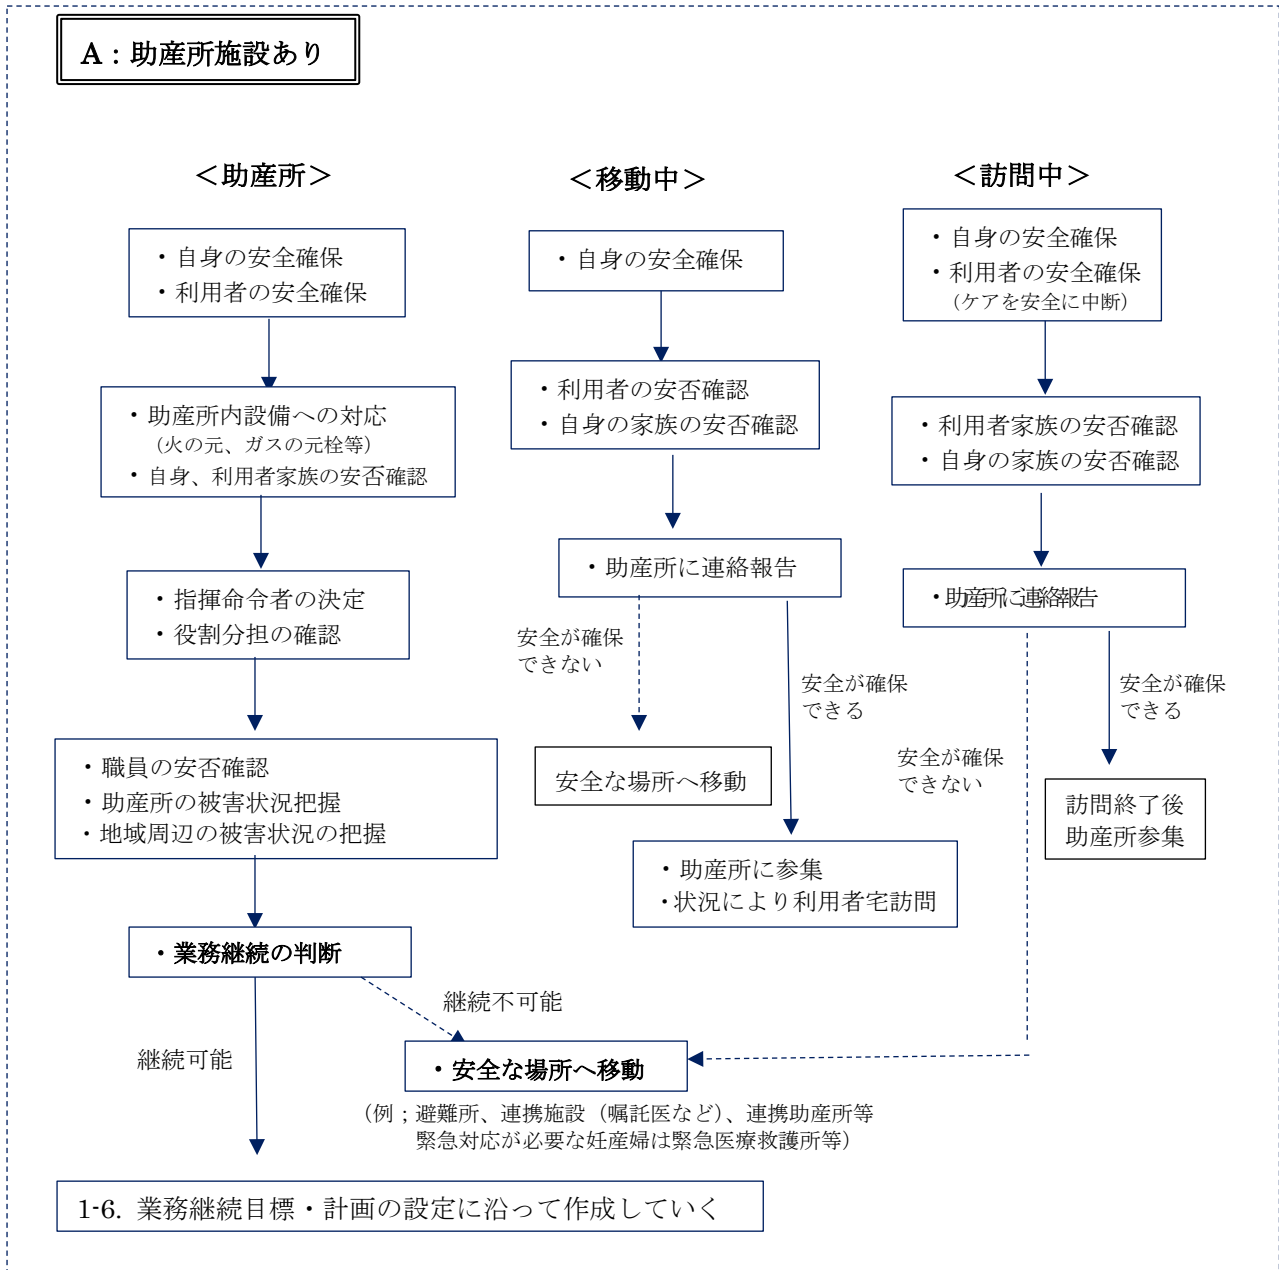 A:助産所施設あり
＜助産所＞
・自身の安全確保
・利用者の安全確保
・助産所内設備への対応
(火の元、ガスの元栓等)
・自身、利用者家族の安否確認
・指揮命令者の決定
・役割分担の確認
・職員の安否確認
・助産所の被害状況把握
・地域周辺の被害状況の把握
・業務継続の判断
継続可能
継続不可能
＜移動中＞
・自身の安全確保
・利用者の安否確認
・自身の家族の安否確認
・助産所に連絡報告
安全が確保
できない
安全が確保
できる
安全な場所へ移動
・助産所に参集
・状況により利用者宅訪問
＜訪問中＞
・自身の安全確保
・利用者の安全確保
(ケアを安全に中断)
・利用者家族の安否確認
・自身の家族の安否確認
・助産所に連絡報告
安全が確保
できない
安全が確保
できる
訪問終了後
助産所参集
・安全な場所へ移動
(例；避難所、連携施設（嘱託医など)、連携助産所等
緊急対応が必要な妊産婦は緊急医療救護所等)
1-6. 業務継続目標・計画の設定に沿って作成していく